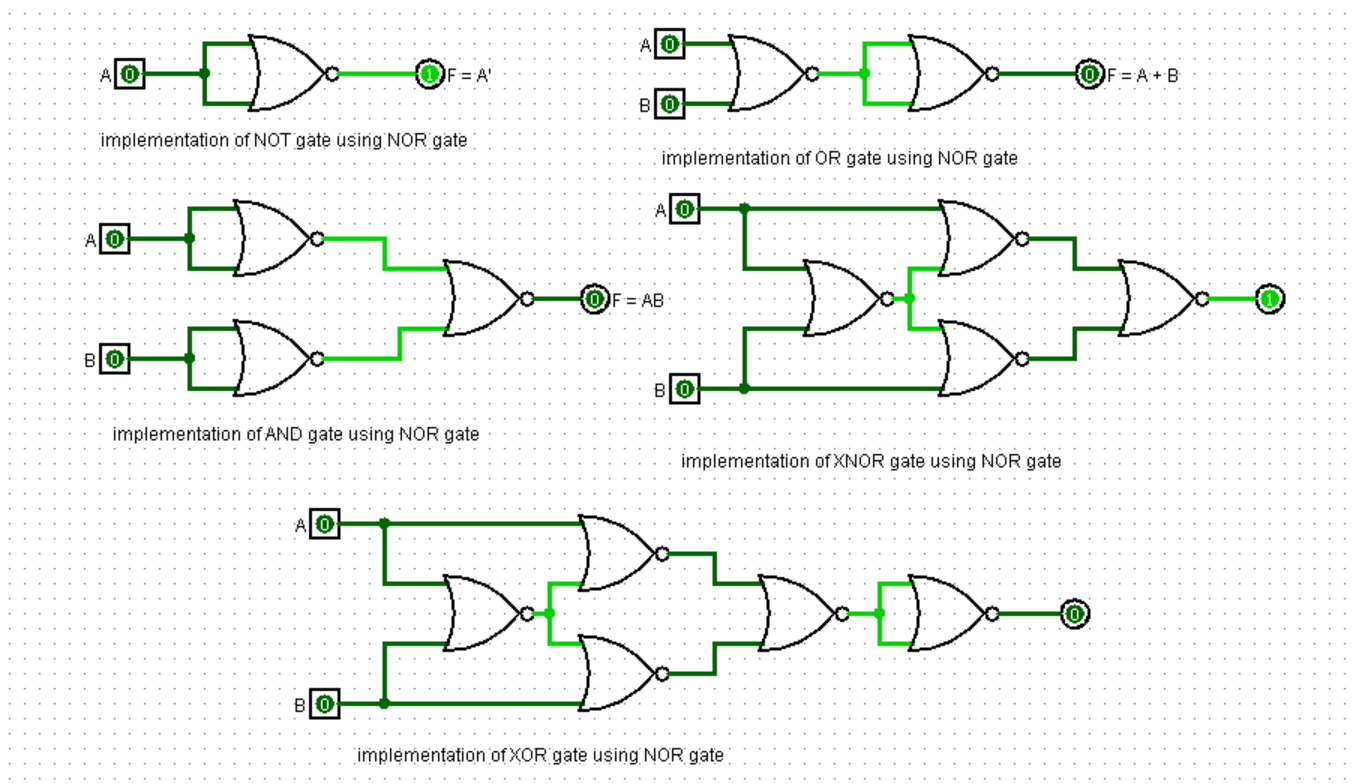 A 0 1 F = A'
implementation of NOT gate using NOR gate
A 0
B 0
0 F = A + B
implementation of OR gate using NOR gate
A 0
B 0
0 F = AB
implementation of AND gate using NOR gate
A 0
B 0
1
implementation of XNOR gate using NOR gate
A 0
B 0
0
implementation of XOR gate using NOR gate